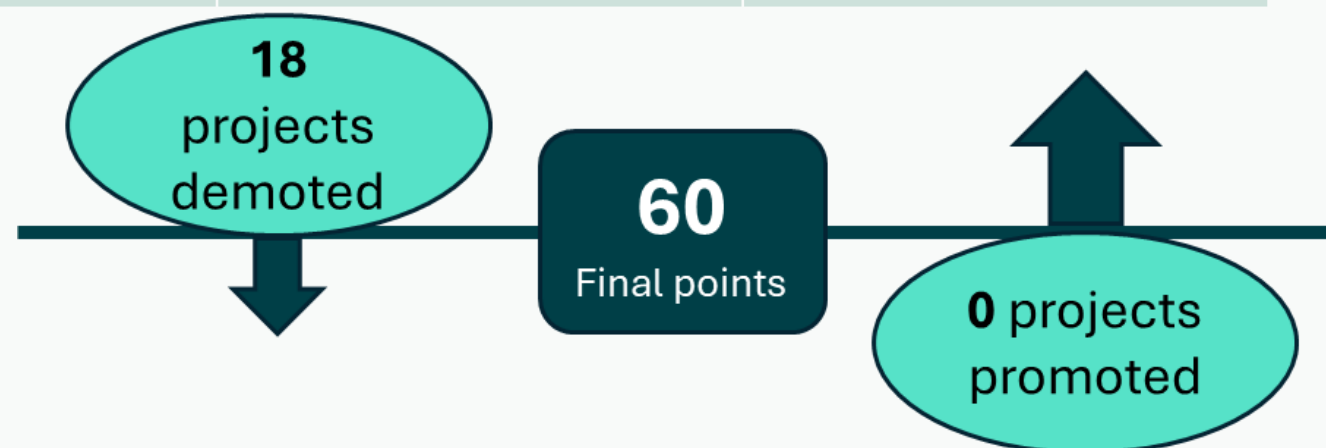 18
projects
demoted
60
Final points
0 projects
promoted